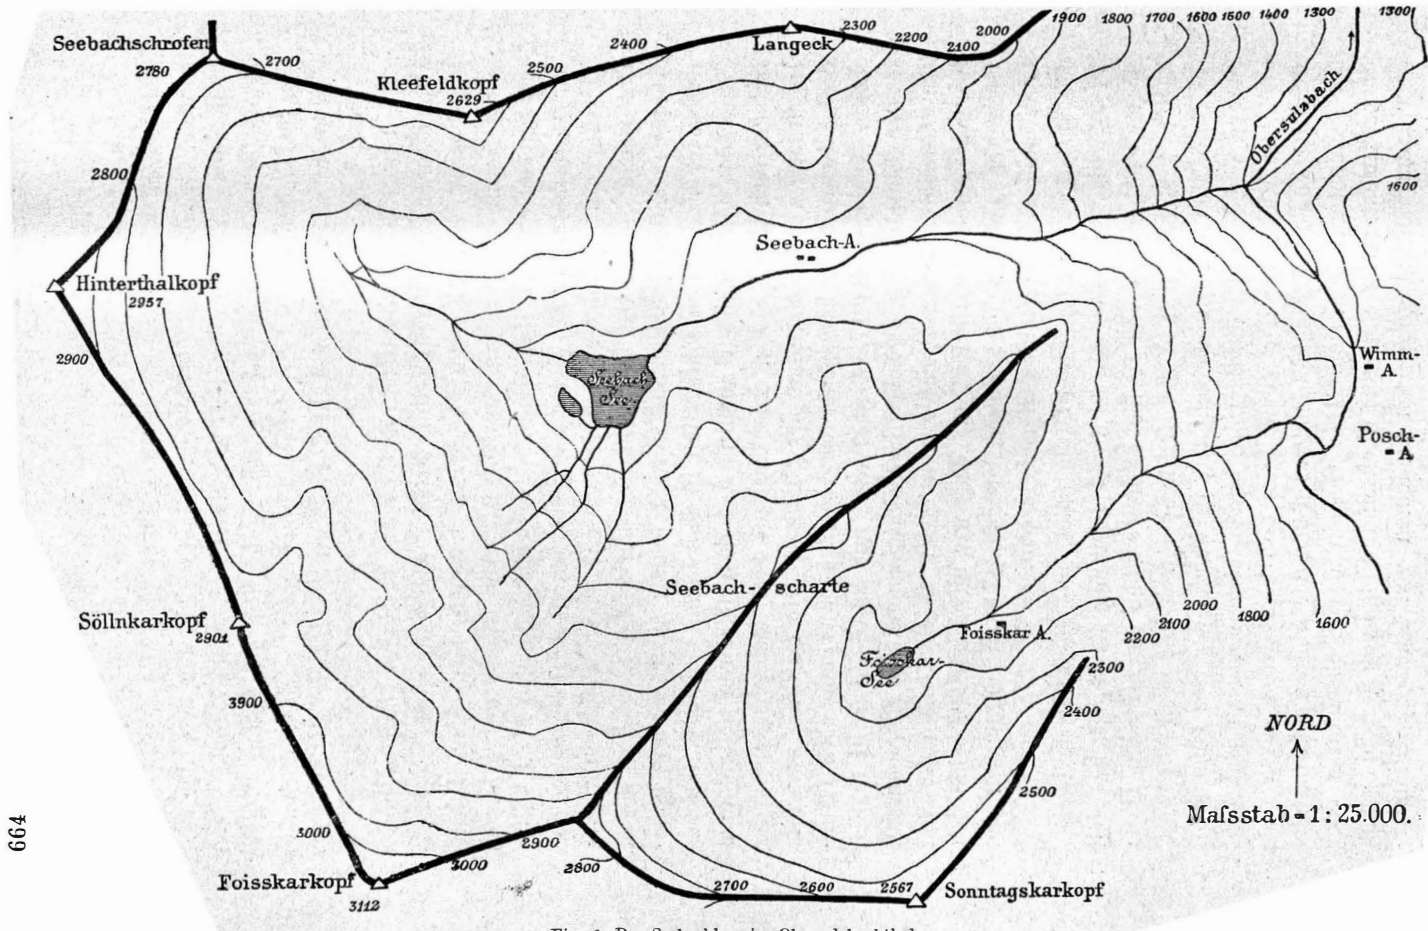 Seebachschrofen
2780
2700
Kleefeldkopf
2629
2500
2400
Langeck
2300
2200
2100
2000
1900
1800
1700
1600
1500
1400
1300
1300
Obersulzbach
1600
2800
Hinterthalkopf
2957
2900
Seebach-A.
Seebach
See
Wimm-
A.
Posch-
A.
Seebach-scharte
Söllnkarkopf
2901
3900
3000
Foisskarkopf
3112
3000
2900
2800
2700
2600
2567
Sonntagskarkopf
Foisskar A.
Foisskar-
See
2200
2100
2000
1800
1600
2300
2400
2500
NORD
Maſsstab = 1 : 25.000.
664